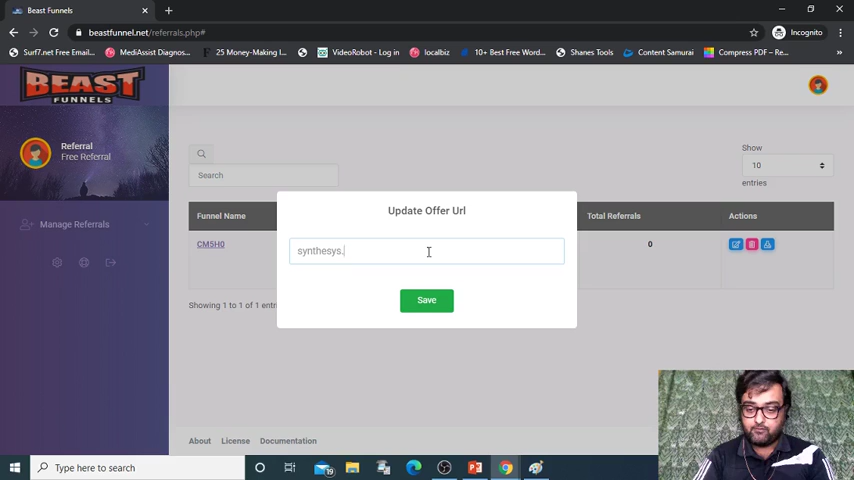 Beast Funnels
beastfunnel.net/referrals.php#
Incognito
Surf7.net Free Email...
MediAssist Diagnos...
25 Money-Making I...
VideoRobot - Log in
localbiz
10+ Best Free Word...
Shanes Tools
Content Samurai
Compress PDF – Re...
BEAST
FUNNELS
Referral
Free Referral
Manage Referrals
Search
Show
10
entries
Funnel Name
Total Referrals
Actions
CM5H0
0
Showing 1 to 1 of 1 entri
Update Offer Url
synthesys.
Save
About
License
Documentation
Type here to search
19